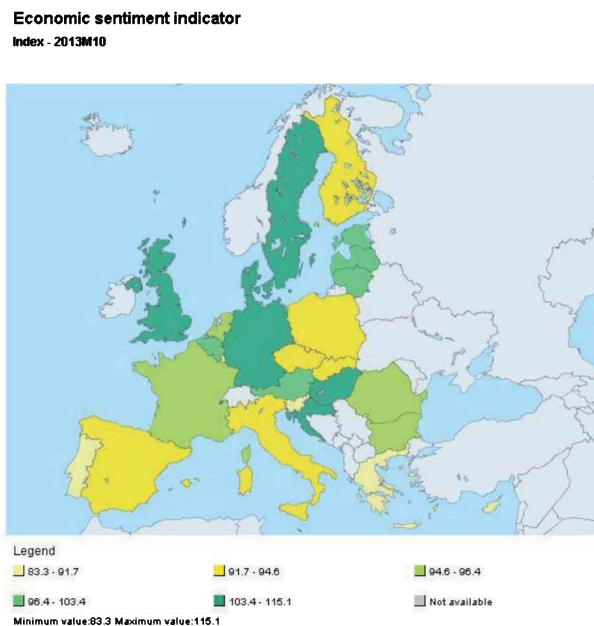 Economic sentiment indicator
Index - 2013M10
Legend
83.3 - 91.7
91.7 - 94.6
94.6 - 96.4
96.4 - 103.4
103.4 - 115.1
Not available
Minimum value:83.3 Maximum value:115.1